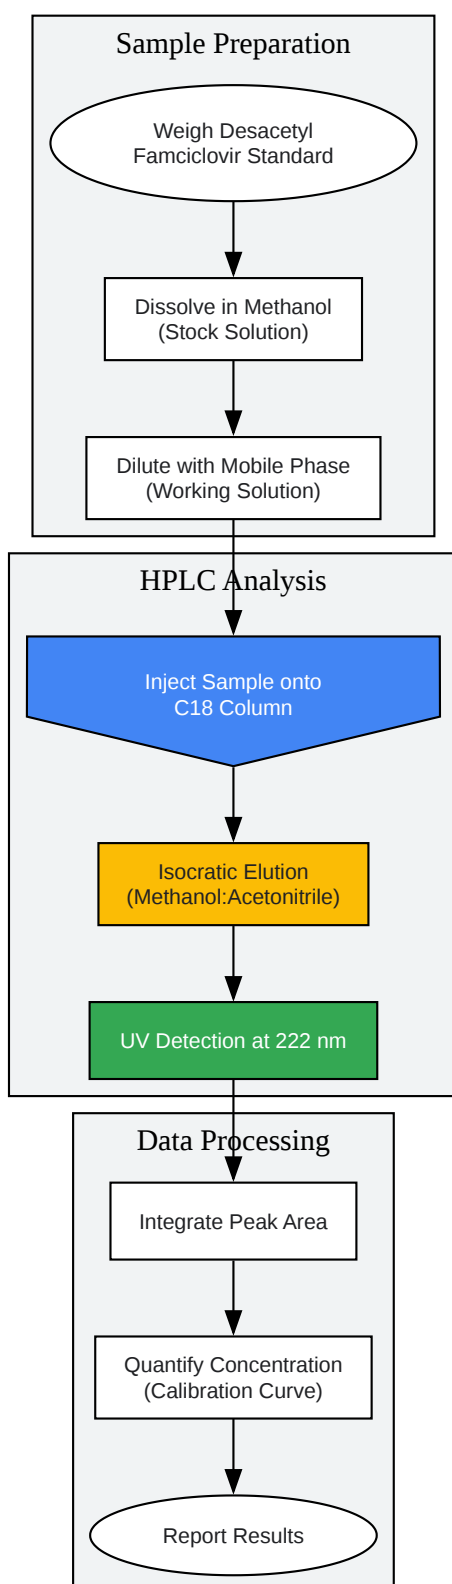 Sample Preparation
Weigh Desacetyl
Famciclovir Standard
Dissolve in Methanol
(Stock Solution)
Dilute with Mobile Phase
(Working Solution)
HPLC Analysis
Inject Sample onto
C18 Column
Isocratic Elution
(Methanol:Acetonitrile)
UV Detection at 222 nm
Data Processing
Integrate Peak Area
Quantify Concentration
(Calibration Curve)
Report Results